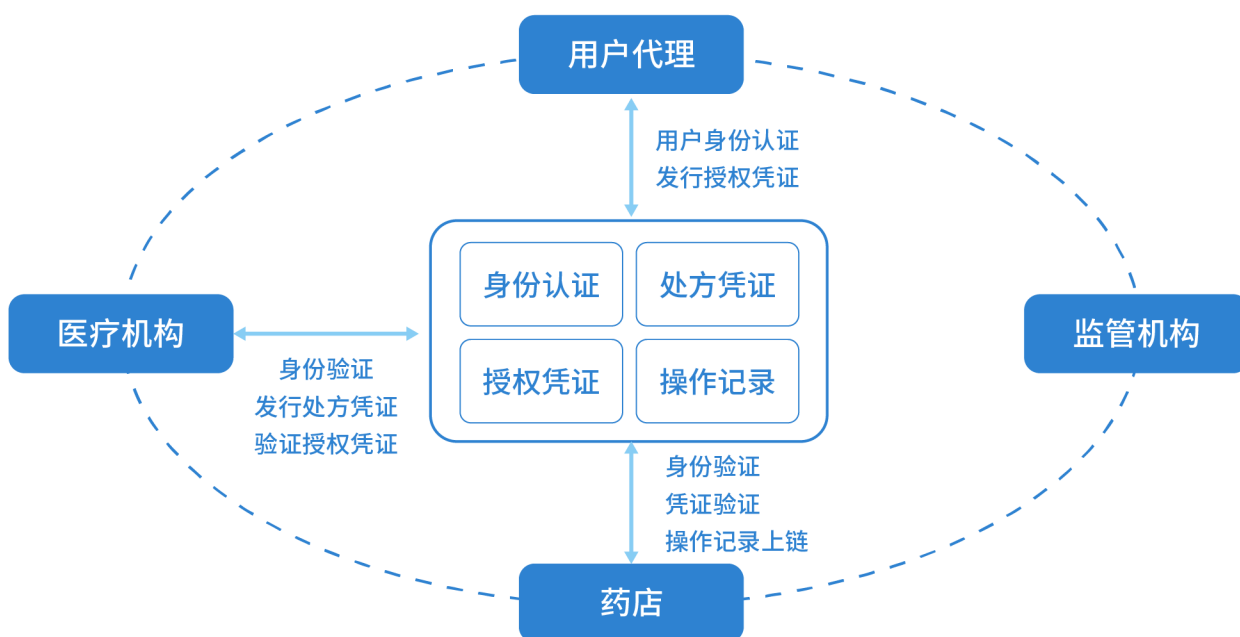 用户代理
用户身份认证
发行授权凭证
身份认证
处方凭证
医疗机构
监管机构
授权凭证
操作记录
身份验证
发行处方凭证
验证授权凭证
身份验证
凭证验证
操作记录上链
药店